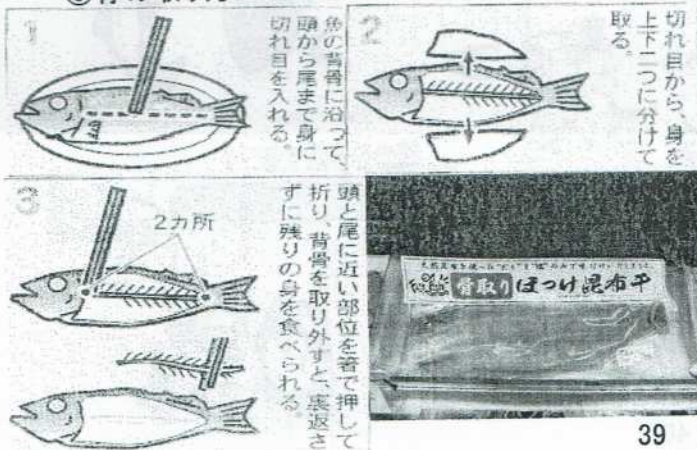 1
魚の背骨に沿って、
頭から尾まで身に
切れ目を入れる。
2
切れ目から、身を
上下二つに分けて
取る。
3
2カ所
頭と尾に近い部位を箸で押して
折り、背骨を取り外すと、裏返さ
ずに残りの身を食べられる。
骨取り ほっけ昆布干
39